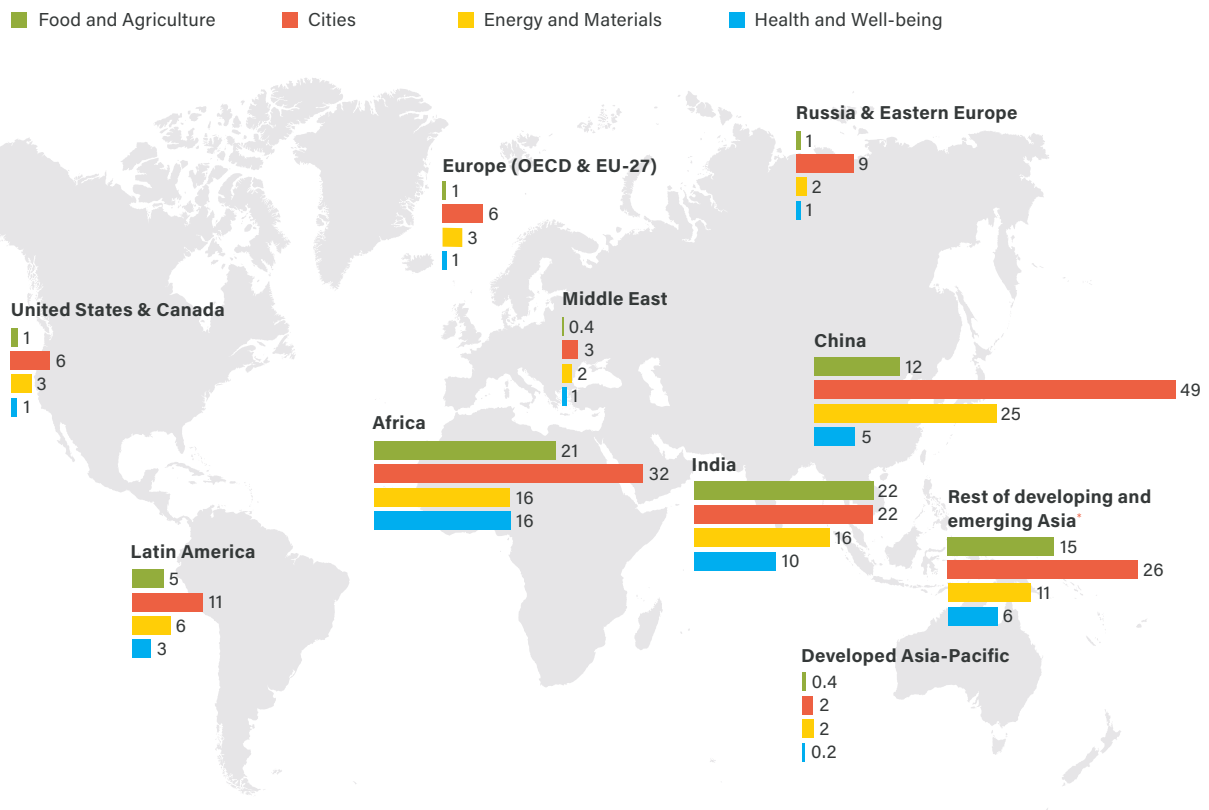 Food and Agriculture
Cities
Energy and Materials
Health and Well-being
Russia & Eastern Europe
1
9
2
1
Europe (OECD & EU-27)
1
6
3
1
Middle East
0.4
3
2
1
United States & Canada
1
6
3
1
China
12
49
25
5
Africa
21
32
16
16
India
22
22
16
10
Rest of developing and
emerging Asia*
15
26
11
6
Latin America
5
11
6
3
Developed Asia-Pacific
0.4
2
2
0.2